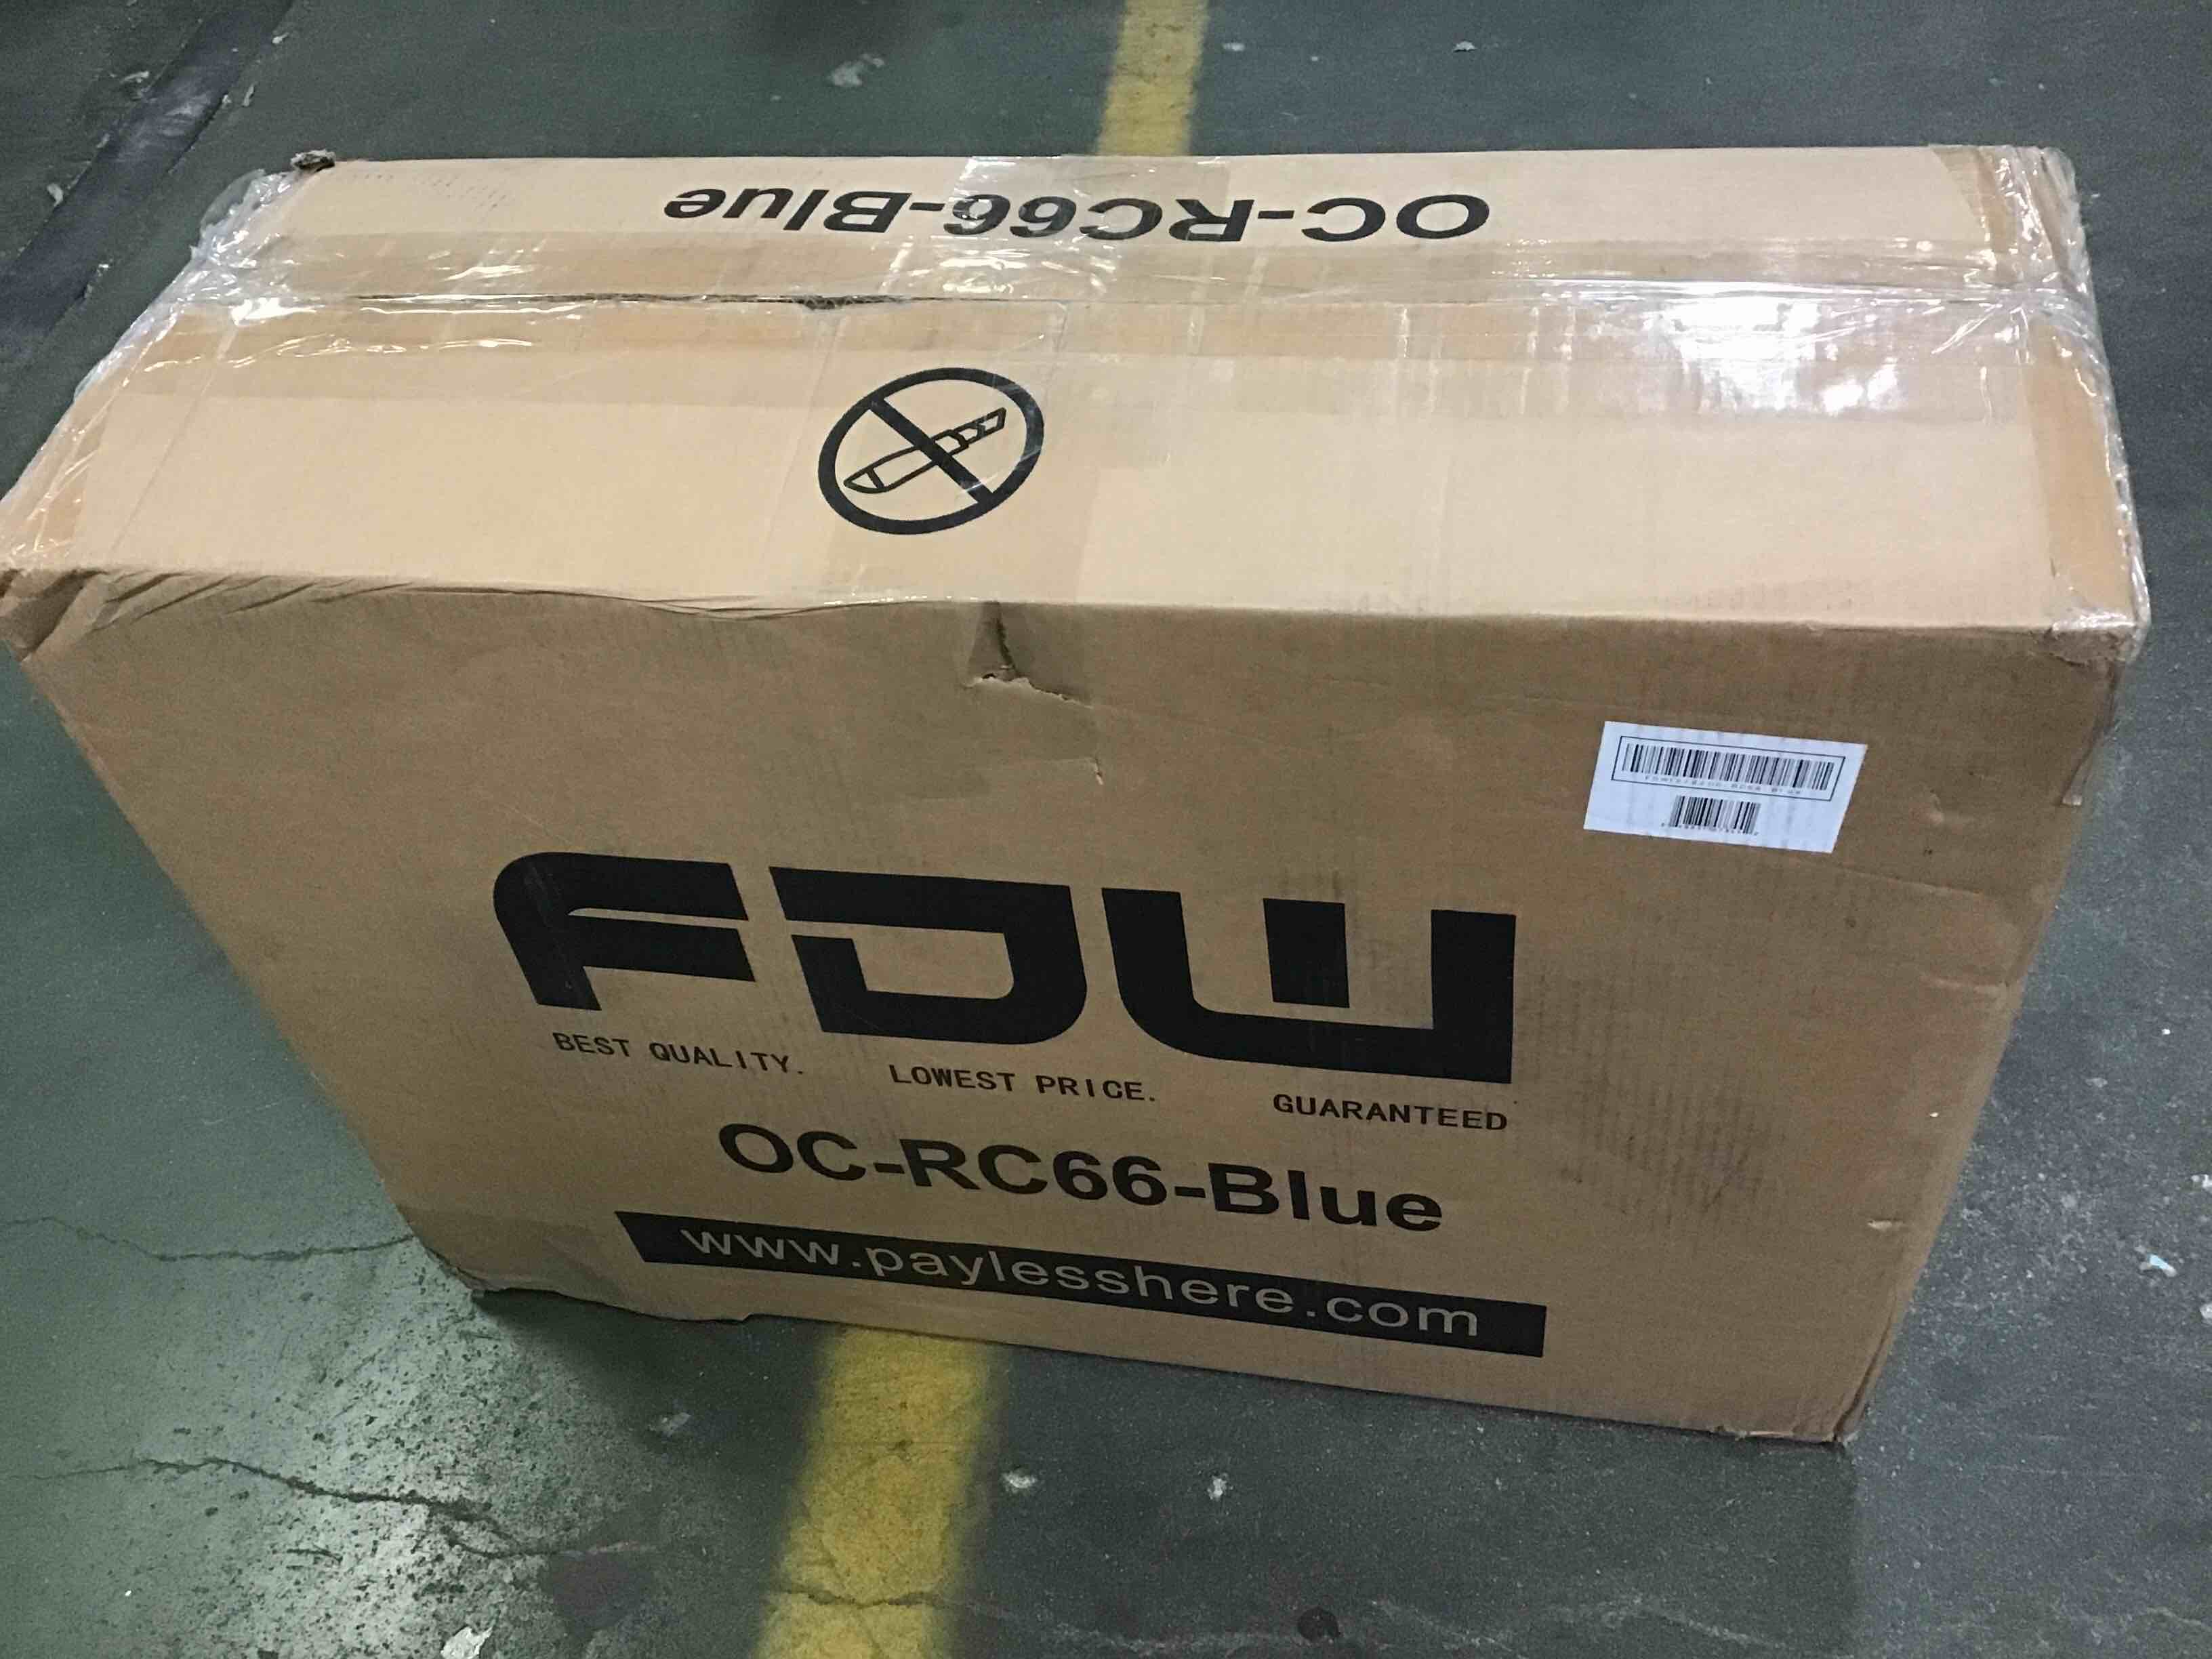 OC-RC66-Blue
FDW
BEST QUALITY. LOWEST PRICE. GUARANTEED
OC-RC66-Blue
www.paylesshere.com